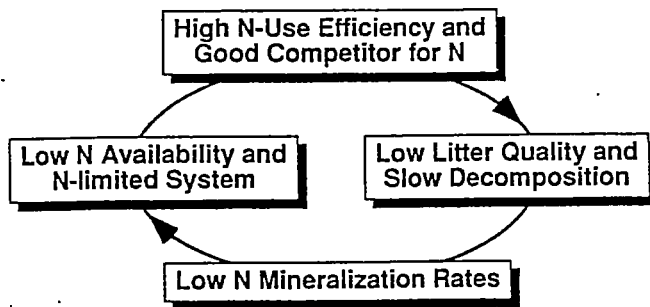 High N-Use Efficiency and
Good Competitor for N
Low N Availability and
N-limited System
Low Litter Quality and
Slow Decomposition
Low N Mineralization Rates